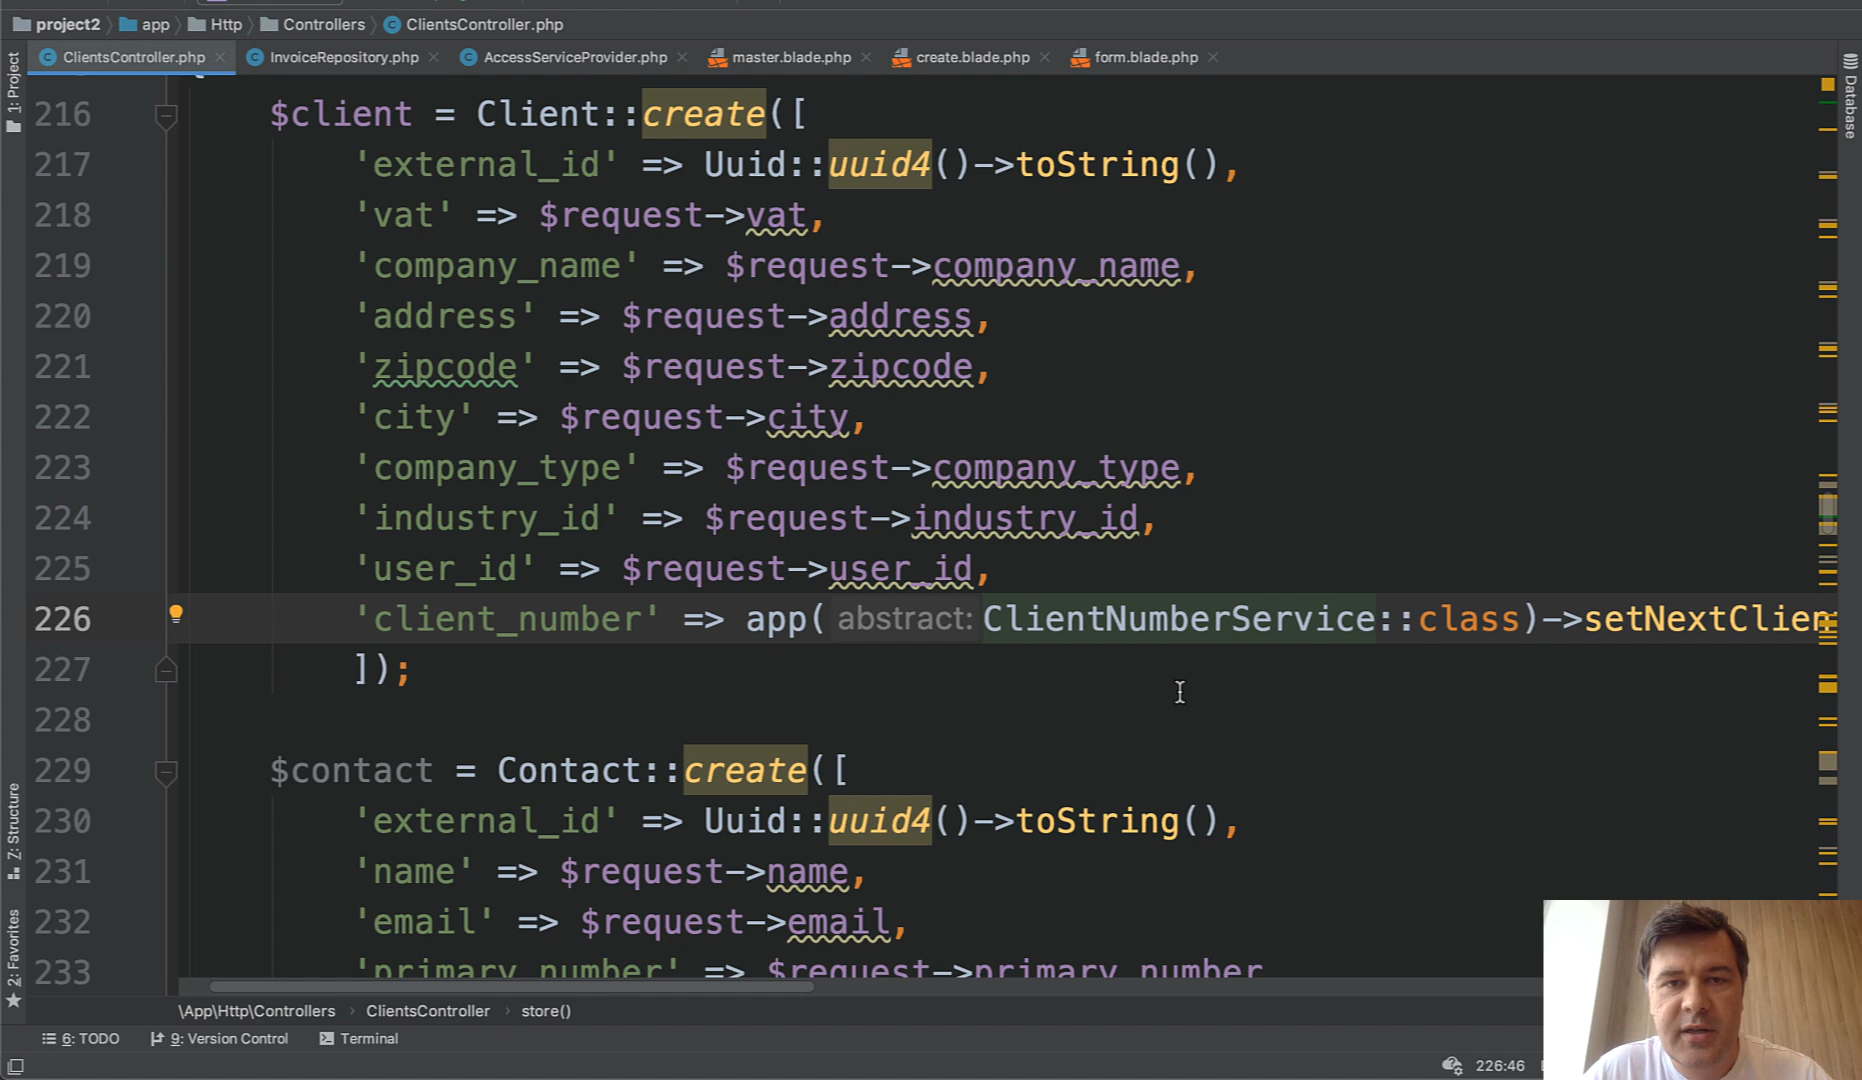 project2 › app › Http › Controllers › ClientsController.php
ClientsController.php InvoiceRepository.php AccessServiceProvider.php master.blade.php create.blade.php form.blade.php
1: Project
Database
216 $client = Client::create([
217 'external_id' => Uuid::uuid4()->toString(),
218 'vat' => $request->vat,
219 'company_name' => $request->company_name,
220 'address' => $request->address,
221 'zipcode' => $request->zipcode,
222 'city' => $request->city,
223 'company_type' => $request->company_type,
224 'industry_id' => $request->industry_id,
225 'user_id' => $request->user_id,
226 'client_number' => app( abstract: ClientNumberService::class)->setNextClien
227 ]);
228
229 $contact = Contact::create([
230 'external_id' => Uuid::uuid4()->toString(),
231 'name' => $request->name,
232 'email' => $request->email,
233 'primary_number' => $request->primary_number
Z: Structure
2: Favorites
\App\Http\Controllers › ClientsController › store()
6: TODO 9: Version Control Terminal
226:46